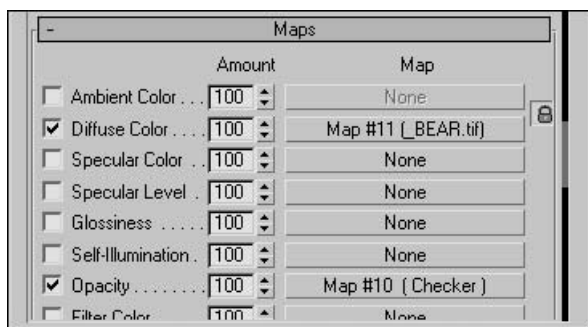 - Maps
Amount Map
Ambient Color . . . 100 None
Diffuse Color . . . . 100 Map #11 (_BEAR.tif)
Specular Color . . 100 None
Specular Level . 100 None
Glossiness . . . . . 100 None
Self-Illumination . 100 None
Opacity . . . . . . . . 100 Map #10 ( Checker )
Filter Color 100 None